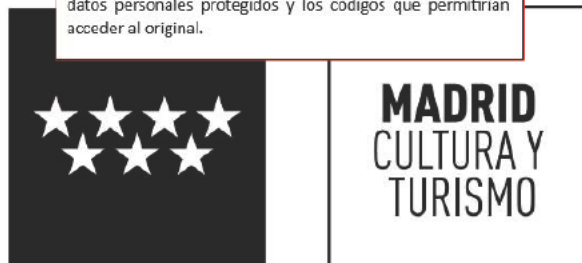 datos personales protegidos y los códigos que permitirían
acceder al original.
MADRID
CULTURA Y
TURISMO